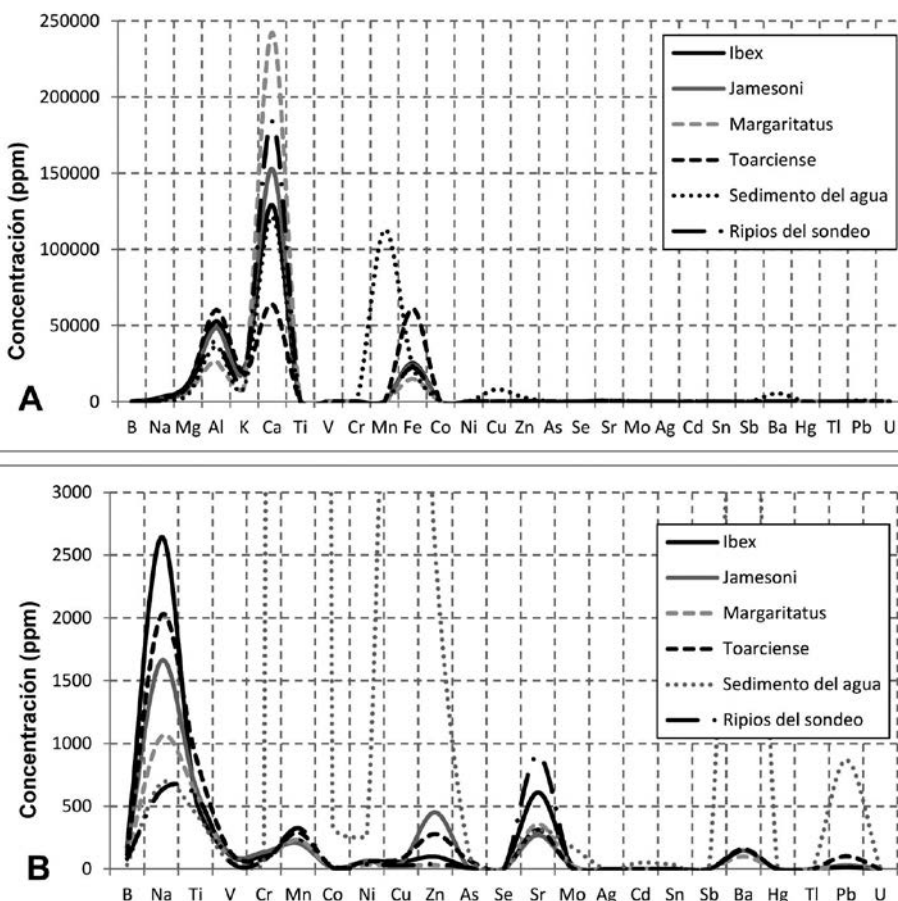 250000
200000
150000
100000
50000
0
Concentración (ppm)
A
Ibex
Jamesoni
Margaritatus
Toarciense
Sedimento del agua
Ripios del sondeo
B Na Mg Al K Ca Ti V Cr Mn Fe Co Ni Cu Zn As Se Sr Mo Ag Cd Sn Sb Ba Hg Tl Pb U
3000
2500
2000
1500
1000
500
0
Concentración (ppm)
B
Ibex
Jamesoni
Margaritatus
Toarciense
Sedimento del agua
Ripios del sondeo
B Na Ti V Cr Mn Co Ni Cu Zn As Se Sr Mo Ag Cd Sn Sb Ba Hg Tl Pb U